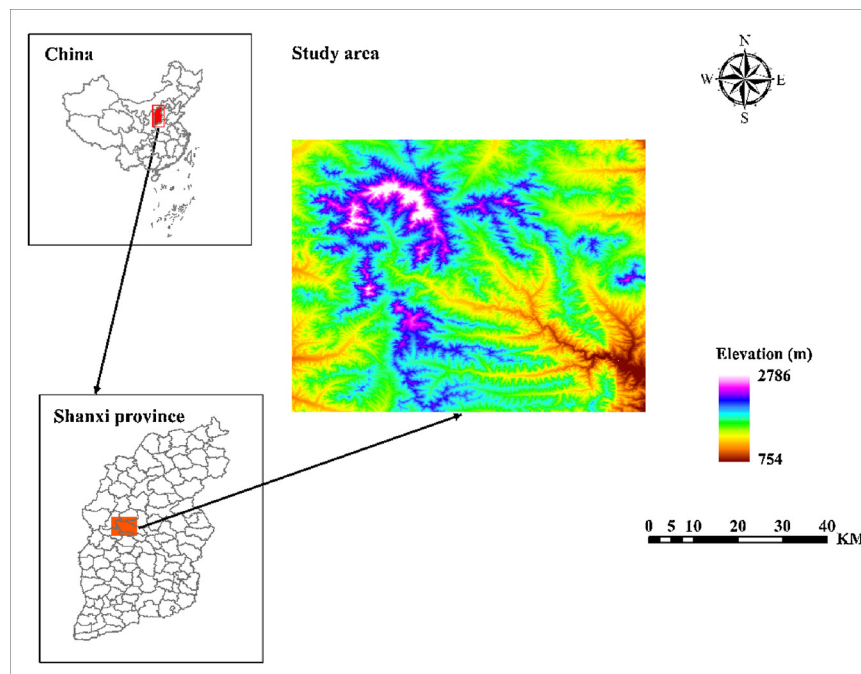 China
Study area
N
W E
S
Elevation (m)
2786
754
Shanxi province
0 5 10 20 30 40
KM